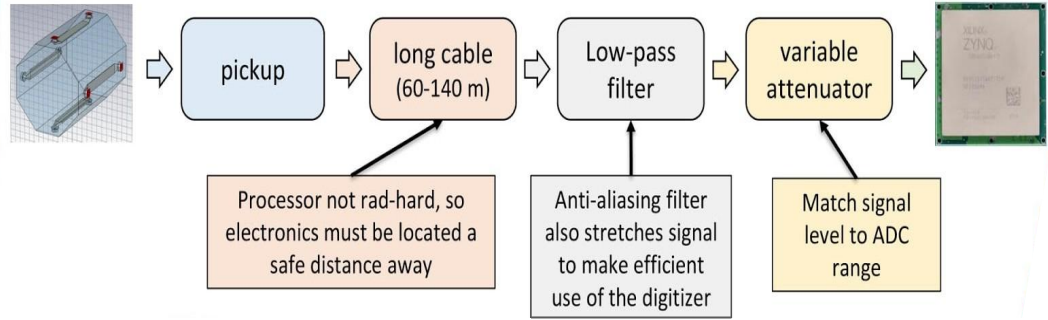 pickup
long cable
(60-140 m)
Low-pass
filter
variable
attenuator
XILINX
ZYNQ
Processor not rad-hard, so
electronics must be located a
safe distance away
Anti-aliasing filter
also stretches signal
to make efficient
use of the digitizer
Match signal
level to ADC
range